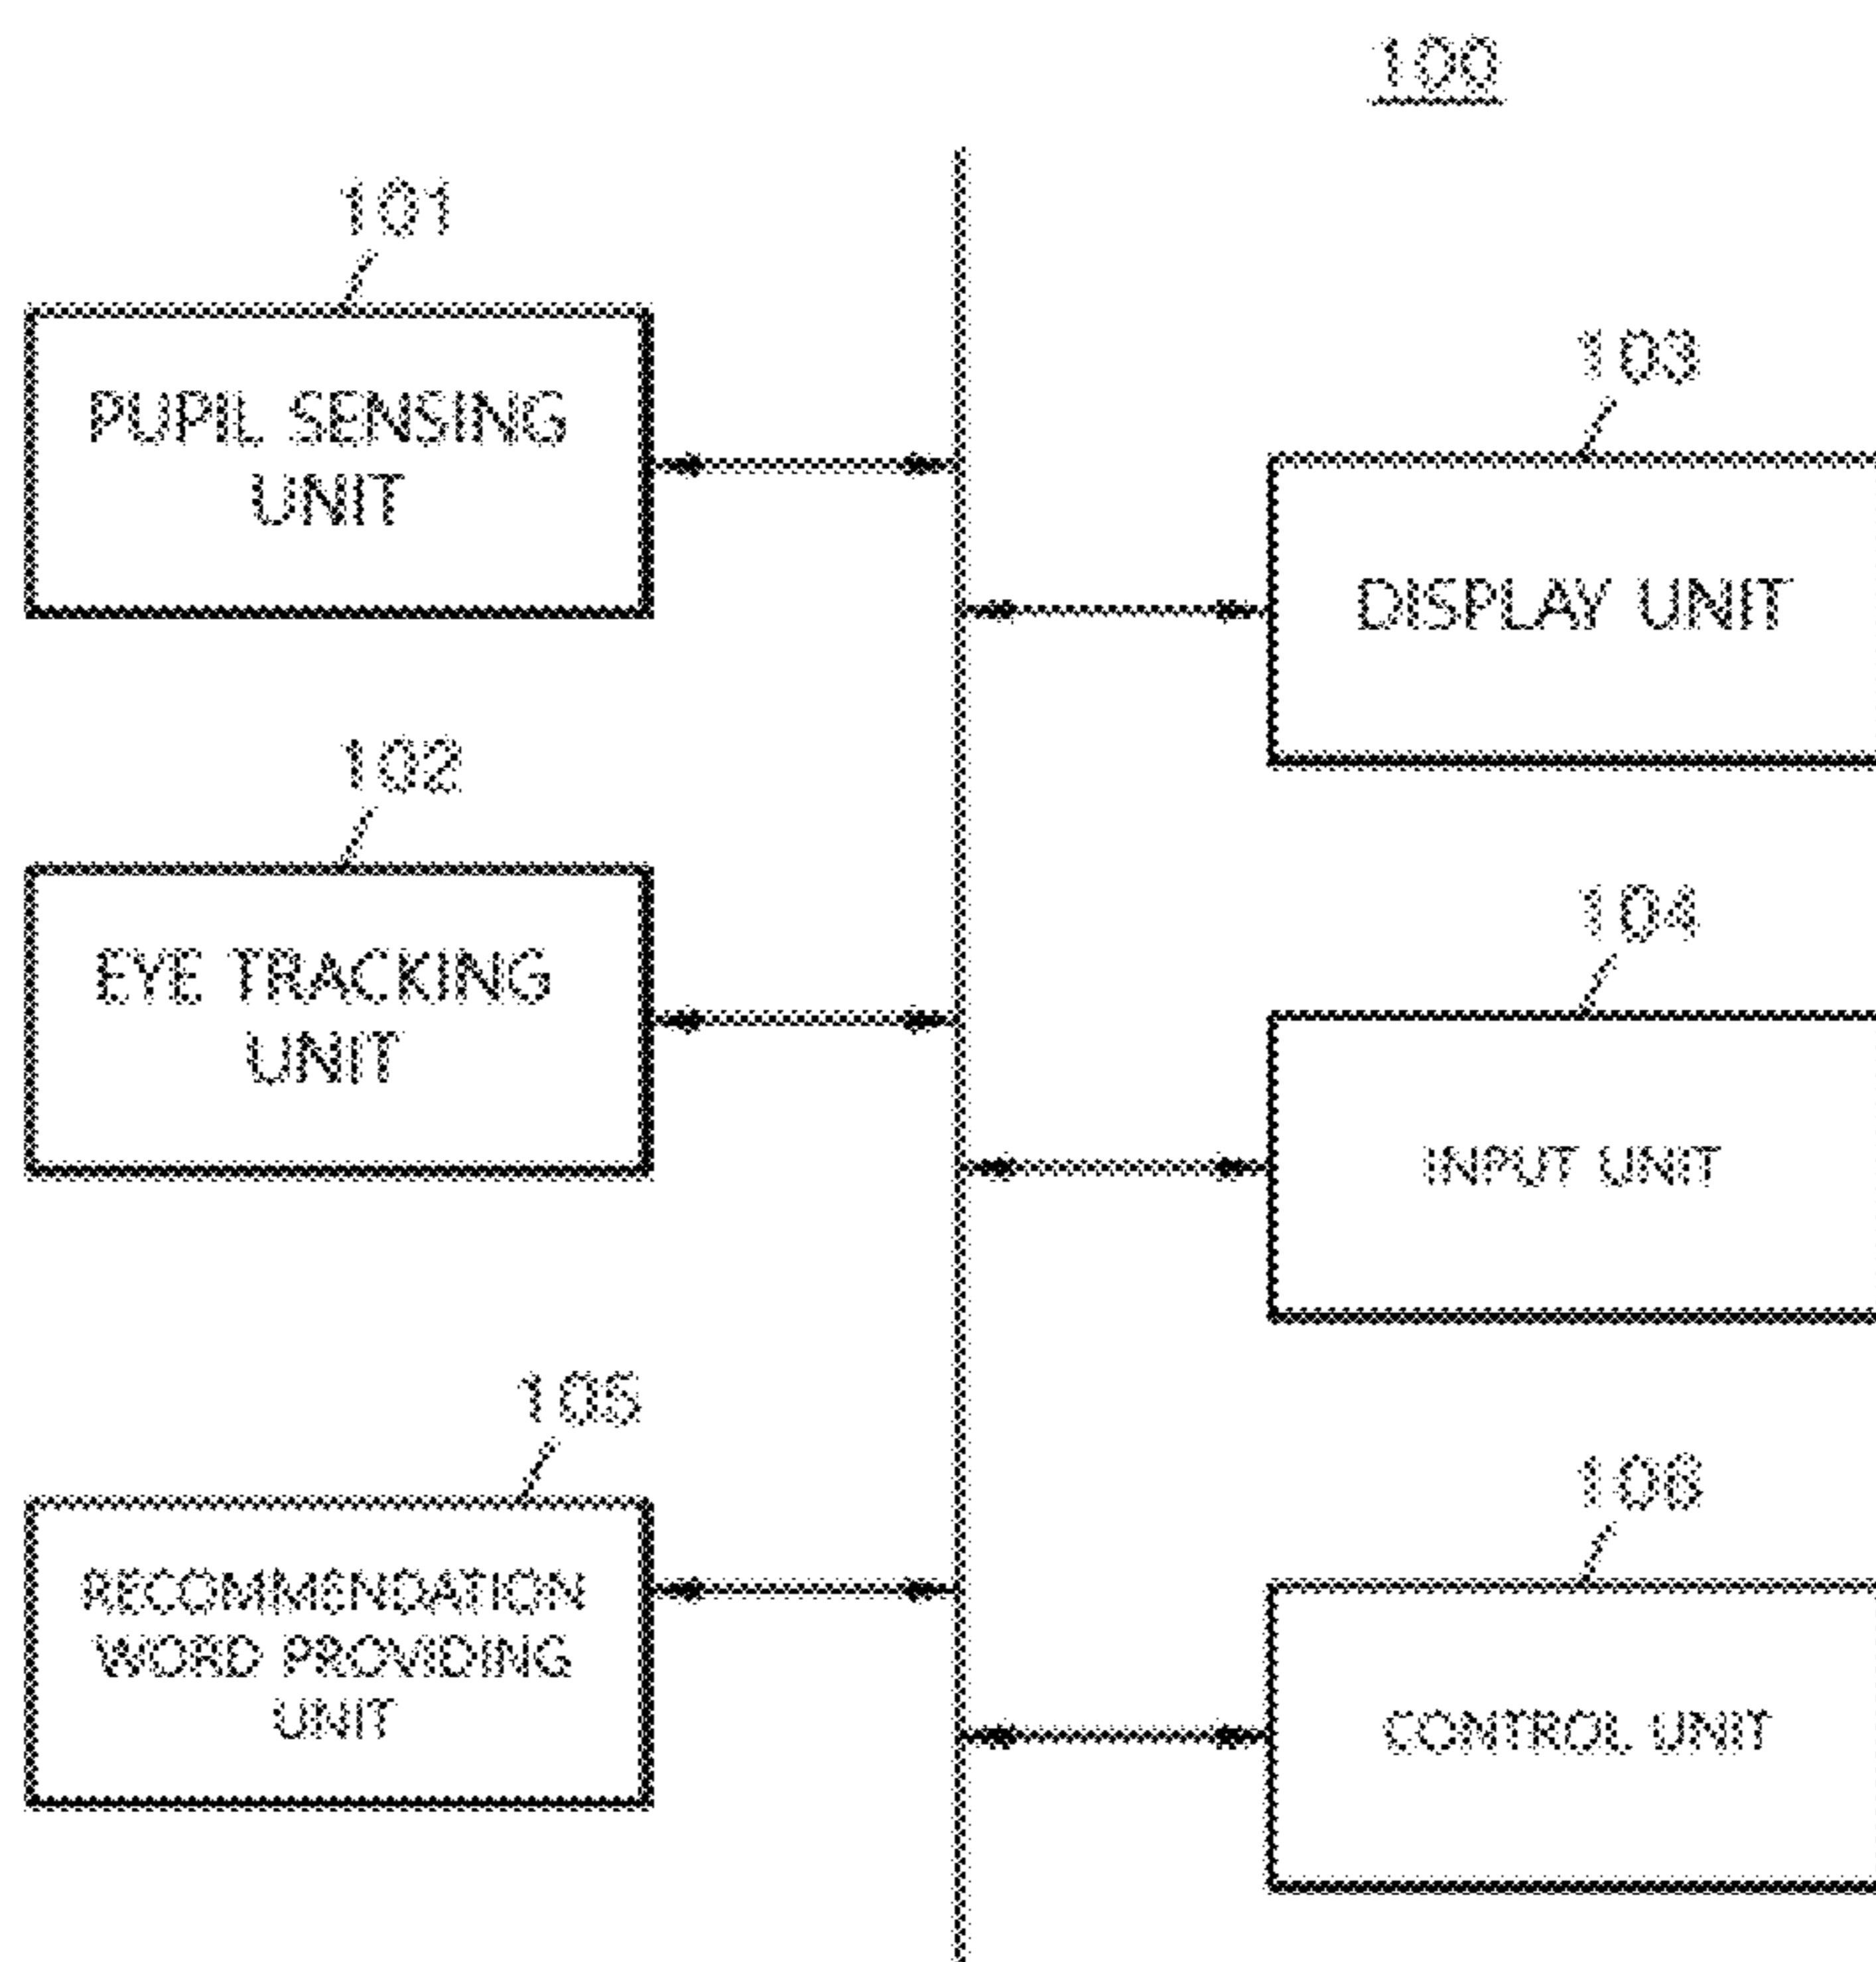 100
101
PUPIL SENSING
UNIT
103
DISPLAY UNIT
102
EYE TRACKING
UNIT
104
INPUT UNIT
105
RECOMMENDATION
WORD PROVIDING
UNIT
106
CONTROL UNIT